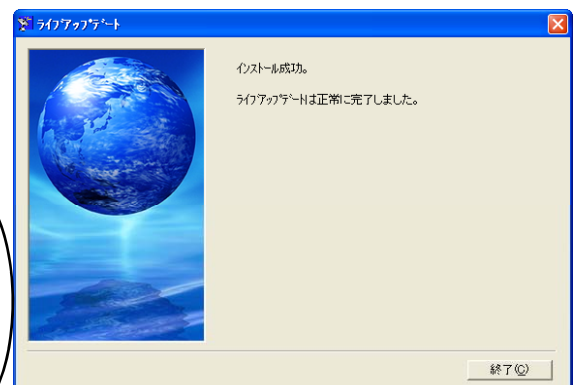 ライブアップデート
インストール成功。
ライブアップデートは正常に完了しました。
終了(C)